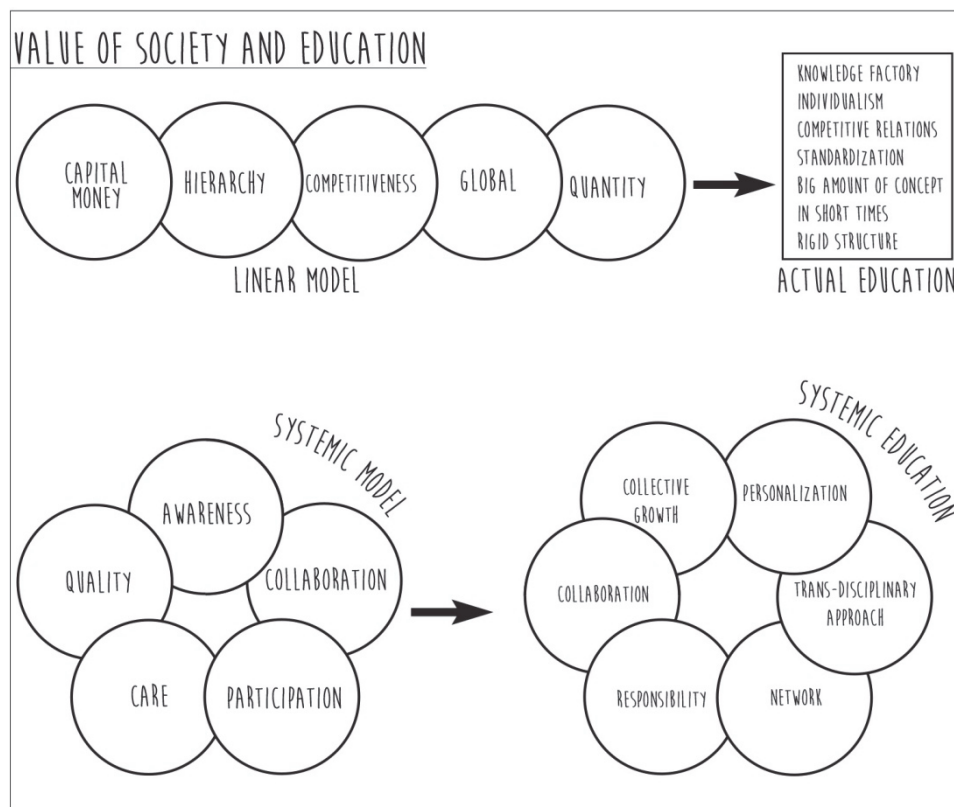 VALUE OF SOCIETY AND EDUCATION
CAPITAL
MONEY
HIERARCHY
COMPETITIVENESS
GLOBAL
QUANTITY
LINEAR MODEL
KNOWLEDGE FACTORY
INDIVIDUALISM
COMPETITIVE RELATIONS
STANDARDIZATION
BIG AMOUNT OF CONCEPT
IN SHORT TIMES
RIGID STRUCTURE
ACTUAL EDUCATION
SYSTEMIC MODEL
AWARENESS
QUALITY
COLLABORATION
CARE
PARTICIPATION
SYSTEMIC EDUCATION
COLLECTIVE
GROWTH
PERSONALIZATION
COLLABORATION
TRANS-DISCIPLINARY
APPROACH
RESPONSIBILITY
NETWORK